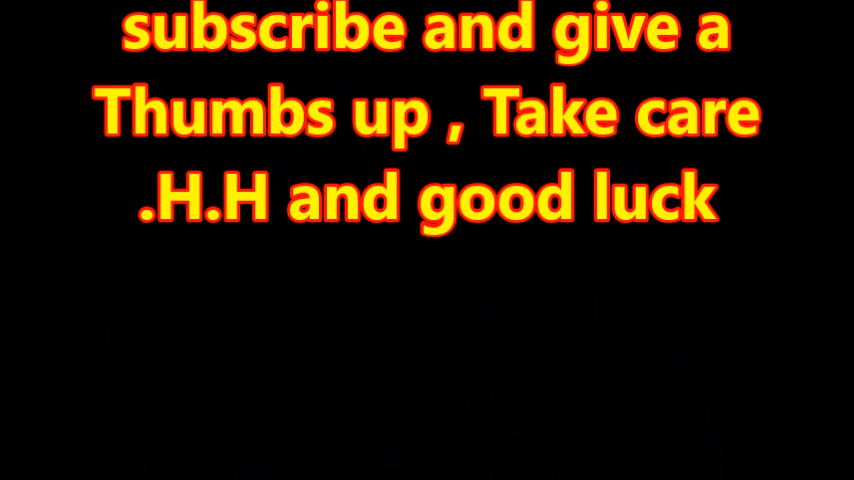 subscribe and give a
Thumbs up , Take care
.H.H and good luck